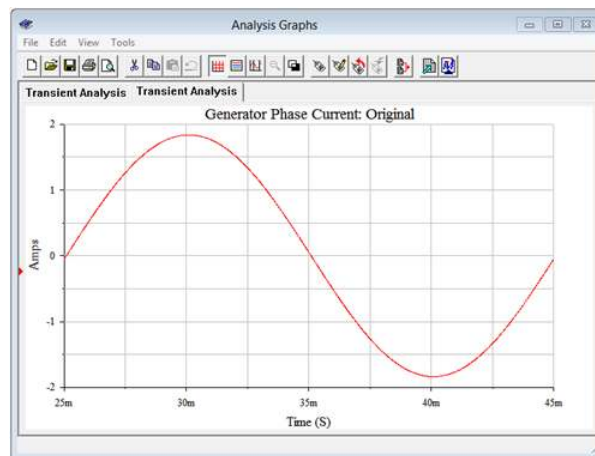 Analysis Graphs
File Edit View Tools
Transient Analysis Transient Analysis
Generator Phase Current: Original
2
1
0
-1
-2
Amps
25m 30m 35m 40m 45m
Time (S)